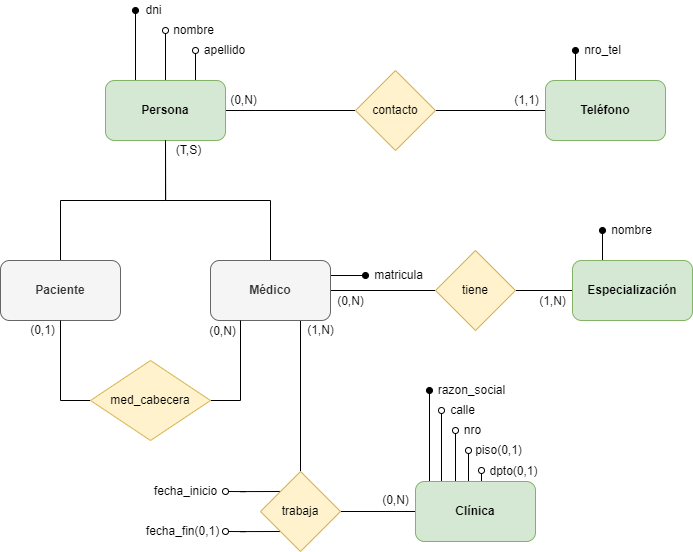 dni
nombre
apellido
nro_tel
Persona
(0,N)
contacto
(1,1)
Teléfono
(T,S)
nombre
Paciente
Médico
matricula
(0,N)
tiene
(1,N)
Especialización
(0,1)
(0,N)
(1,N)
med_cabecera
razon_social
calle
nro
piso(0,1)
dpto(0,1)
fecha_inicio
(0,N)
trabaja
Clínica
fecha_fin(0,1)